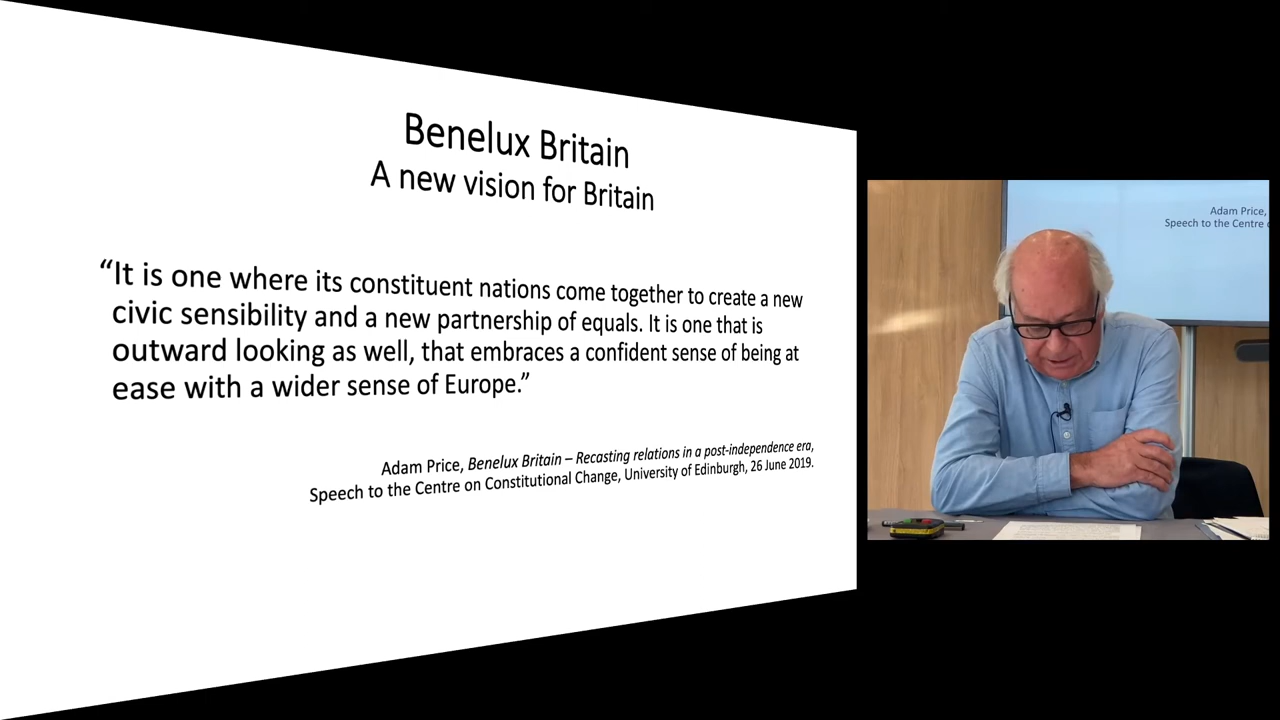 Benelux Britain
A new vision for Britain
“It is one where its constituent nations come together to create a new
civic sensibility and a new partnership of equals. It is one that is
outward looking as well, that embraces a confident sense of being at
ease with a wider sense of Europe.”
Adam Price, Benelux Britain – Recasting relations in a post-independence era,
Speech to the Centre on Constitutional Change, University of Edinburgh, 26 June 2019.
Adam Price,
Speech to the Centre